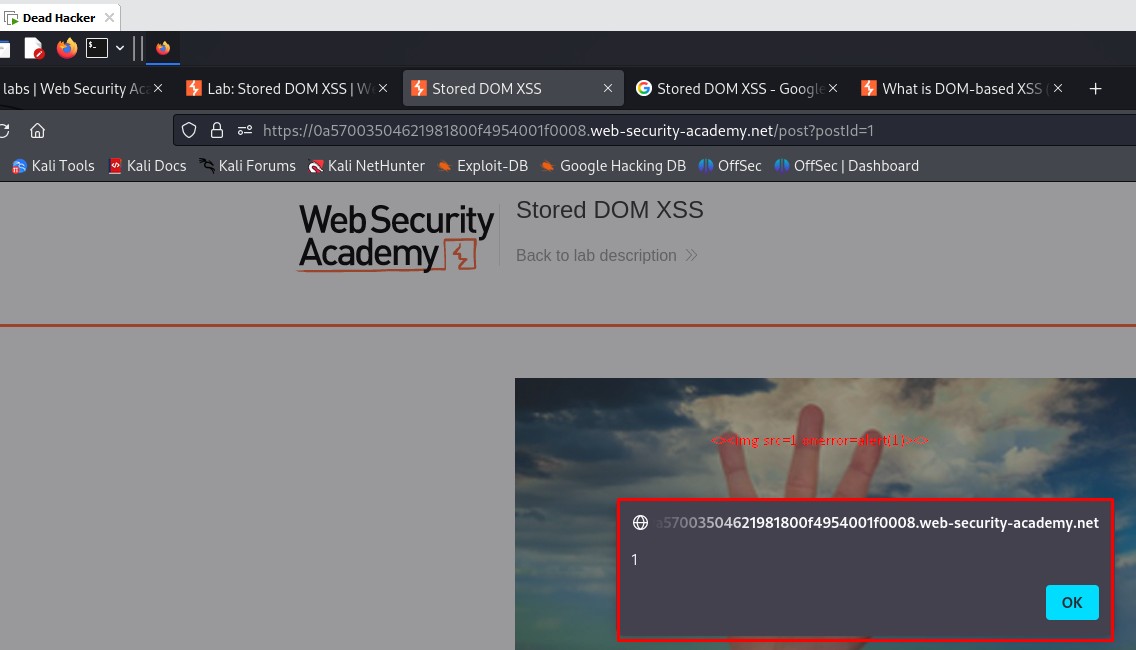 Dead Hacker
labs | Web Security Aca
Lab: Stored DOM XSS | We
Stored DOM XSS
Stored DOM XSS - Google
What is DOM-based XSS (
https://0a57003504621981800f4954001f0008.web-security-academy.net/post?postId=1
Kali Tools
Kali Docs
Kali Forums
Kali NetHunter
Exploit-DB
Google Hacking DB
OffSec
OffSec | Dashboard
Web Security
Academy
Stored DOM XSS
Back to lab description
<><img src=1 onerror=alert(1)><>
a57003504621981800f4954001f0008.web-security-academy.net
1
OK